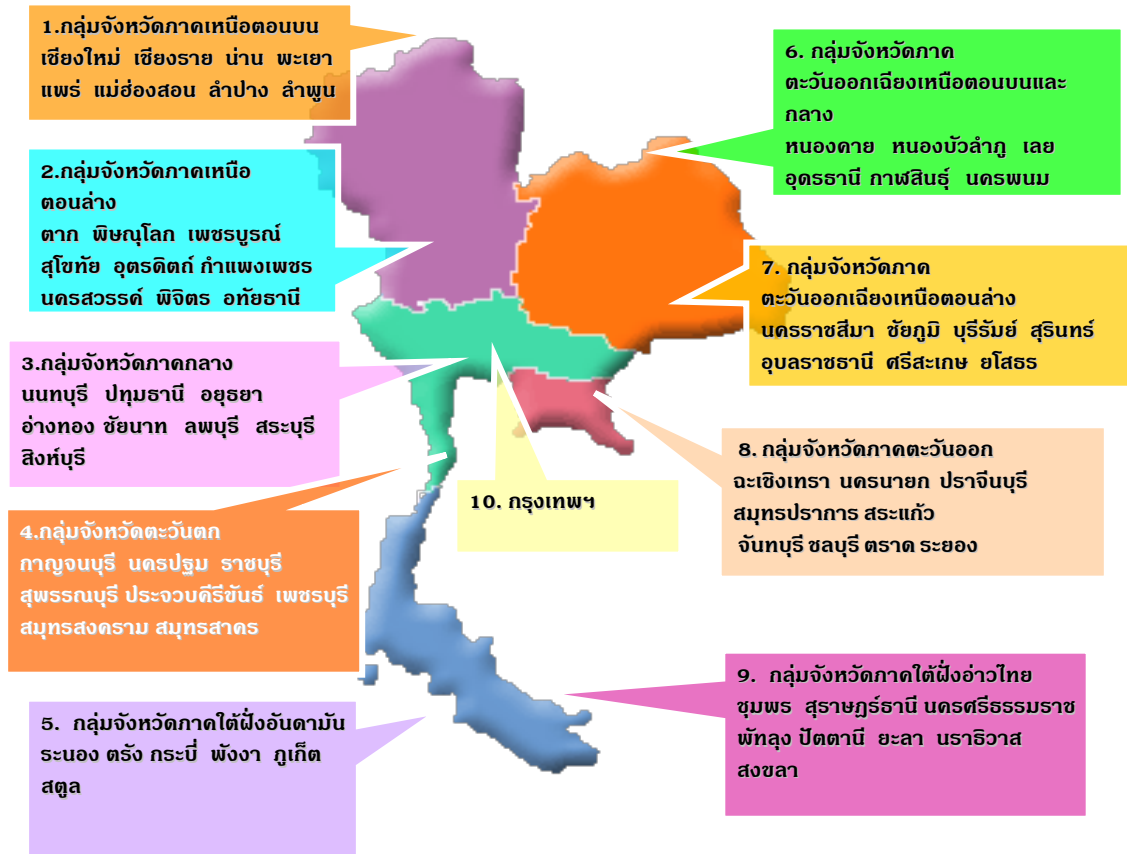 1.กลุ่มจังหวัดภาคเหนือตอนบน
เชียงใหม่ เชียงราย น่าน พะเยา
แพร่ แม่ฮ่องสอน ลำปาง ลำพูน
2.กลุ่มจังหวัดภาคเหนือ
ตอนล่าง
ตาก พิษณุโลก เพชรบูรณ์
สุโขทัย อุตรดิตถ์ กำแพงเพชร
นครสวรรค์ พิจิตร อุทัยธานี
3.กลุ่มจังหวัดภาคกลาง
นนทบุรี ปทุมธานี อยุธยา
อ่างทอง ชัยนาท ลพบุรี สระบุรี
สิงห์บุรี
4.กลุ่มจังหวัดตะวันตก
กาญจนบุรี นครปฐม ราชบุรี
สุพรรณบุรี ประจวบคีรีขันธ์ เพชรบุรี
สมุทรสงคราม สมุทรสาคร
5. กลุ่มจังหวัดภาคใต้ฝั่งอันดามัน
ระนอง ตรัง กระบี่ พังงา ภูเก็ต
สตูล
6. กลุ่มจังหวัดภาค
ตะวันออกเฉียงเหนือตอนบนและ
กลาง
หนองคาย หนองบัวลำภู เลย
อุดรธานี กาฬสินธุ์ นครพนม
7. กลุ่มจังหวัดภาค
ตะวันออกเฉียงเหนือตอนล่าง
นครราชสีมา ชัยภูมิ บุรีรัมย์ สุรินทร์
อุบลราชธานี ศรีสะเกษ ยโสธร
8. กลุ่มจังหวัดภาคตะวันออก
ฉะเชิงเทรา นครนายก ปราจีนบุรี
สมุทรปราการ สระแก้ว
จันทบุรี ชลบุรี ตราด ระยอง
9. กลุ่มจังหวัดภาคใต้ฝั่งอ่าวไทย
ชุมพร สุราษฎร์ธานี นครศรีธรรมราช
พัทลุง ปัตตานี ยะลา นราธิวาส
สงขลา
10. กรุงเทพฯ